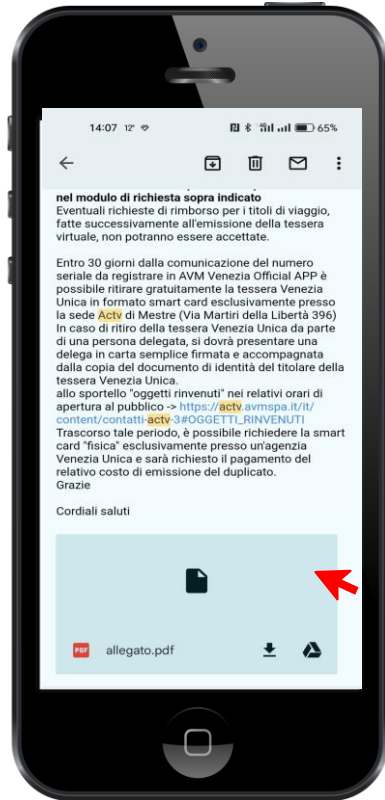 14:07 12° 65%
nel modulo di richiesta sopra indicato
Eventuali richieste di rimborso per i titoli di viaggio,
fatte successivamente all'emissione della tessera
virtuale, non potranno essere accettate.
Entro 30 giorni dalla comunicazione del numero
seriale da registrare in AVM Venezia Official APP è
possibile ritirare gratuitamente la tessera Venezia
Unica in formato smart card esclusivamente presso
la sede Actv di Mestre (Via Martiri della Libertà 396)
In caso di ritiro della tessera Venezia Unica da parte
di una persona delegata, si dovrà presentare una
delega in carta semplice firmata e accompagnata
dalla copia del documento di identità del titolare della
tessera Venezia Unica.
allo sportello "oggetti rinvenuti" nei relativi orari di
apertura al pubblico -> https://actv.avmspa.it/it/
content/contatti-actv-3#OGGETTI_RINVENUTI
Trascorso tale periodo, è possibile richiedere la smart
card "fisica" esclusivamente presso un'agenzia
Venezia Unica e sarà richiesto il pagamento del
relativo costo di emissione del duplicato.
Grazie
Cordiali saluti
PDF allegato.pdf